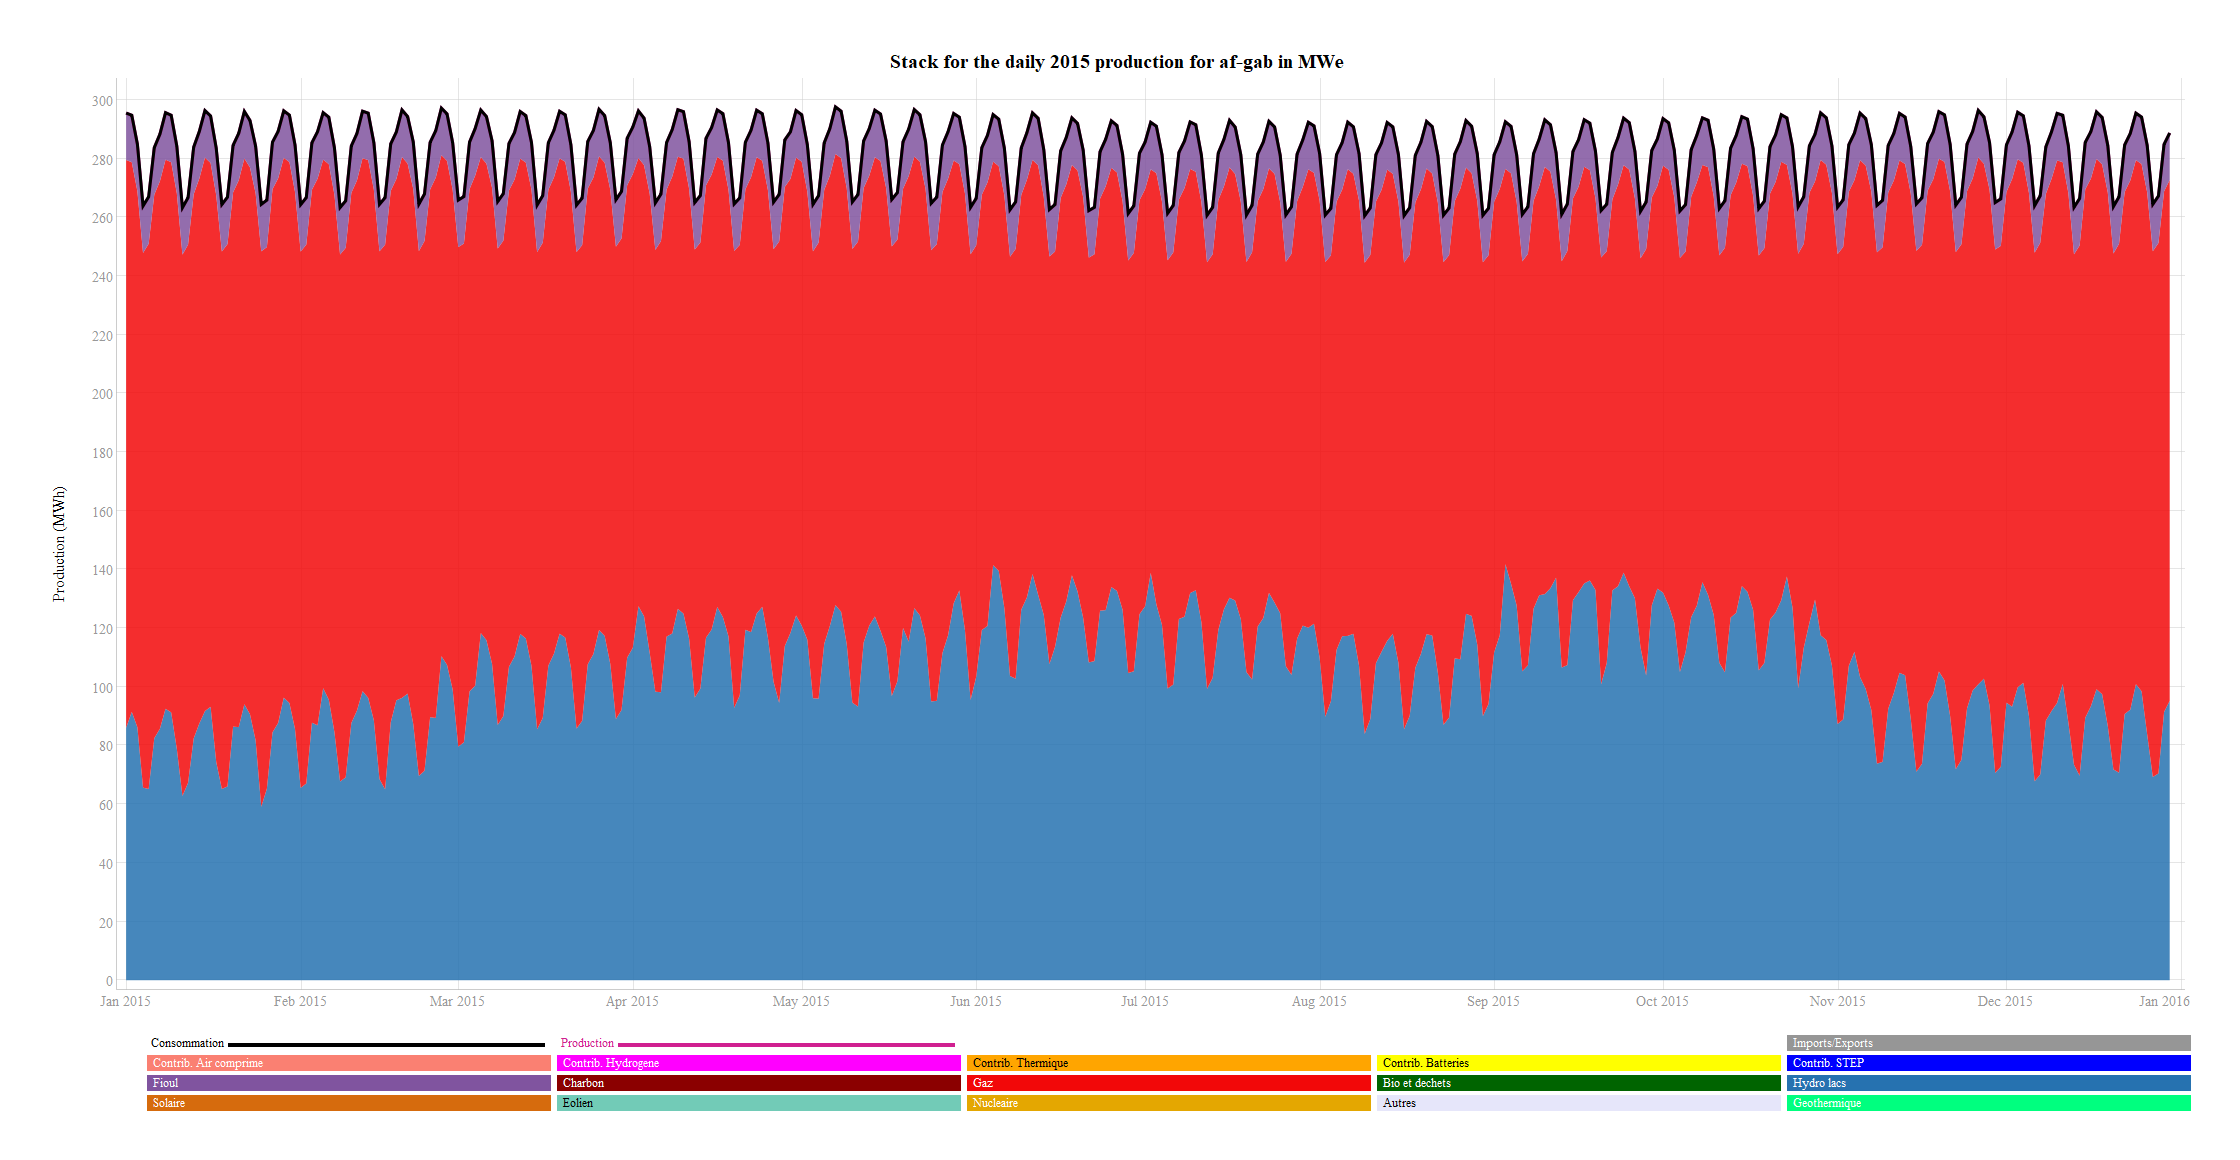 Stack for the daily 2015 production for af-gab in MWe
Production (MWh)
300
280
260
240
220
200
180
160
140
120
100
80
60
40
20
0
Jan 2015 Feb 2015 Mar 2015 Apr 2015 May 2015 Jun 2015 Jul 2015 Aug 2015 Sep 2015 Oct 2015 Nov 2015 Dec 2015 Jan 2016
Consommation Production Imports/Exports
Contrib. Air comprime Contrib. Hydrogene Contrib. Thermique Contrib. Batteries Contrib. STEP
Fioul Charbon Gaz Bio et dechets Hydro lacs
Solaire Eolien Nucleaire Autres Geothermique